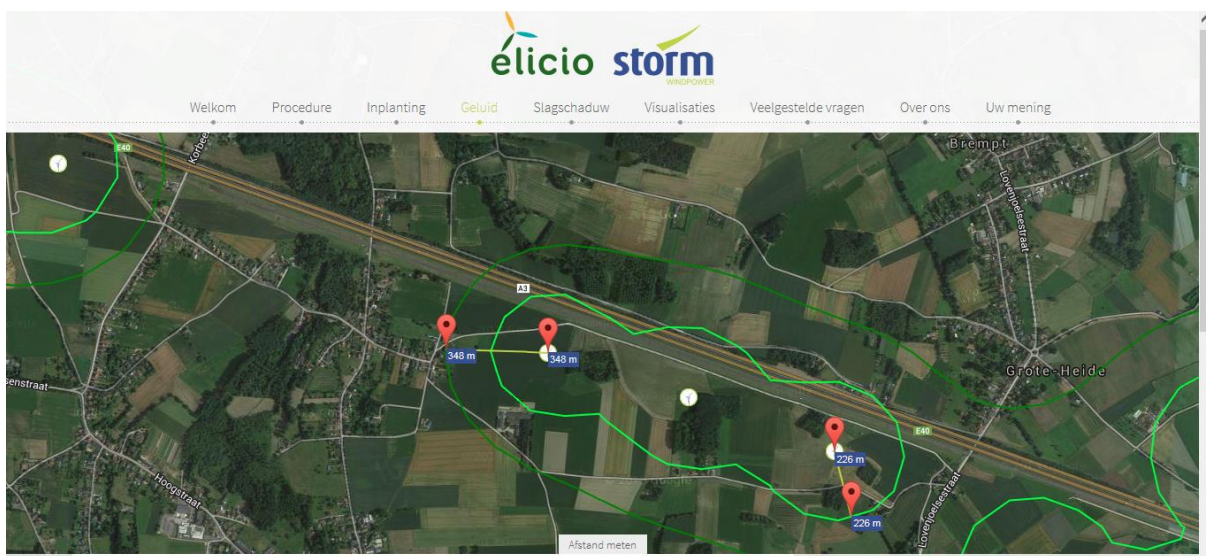 élicio storm
WINDPOWER
Welkom Procedure Inplanting Geluid Slagschaduw Visualisaties Veelgestelde vragen Over ons Uw mening
E40
Brempt
Lovenjoelsestraat
A3
348 m
348 m
Grote-Heide
senstraat
E40
226 m
Hoogstraat
226 m
Lovenjoelsestraat
Afstand meten